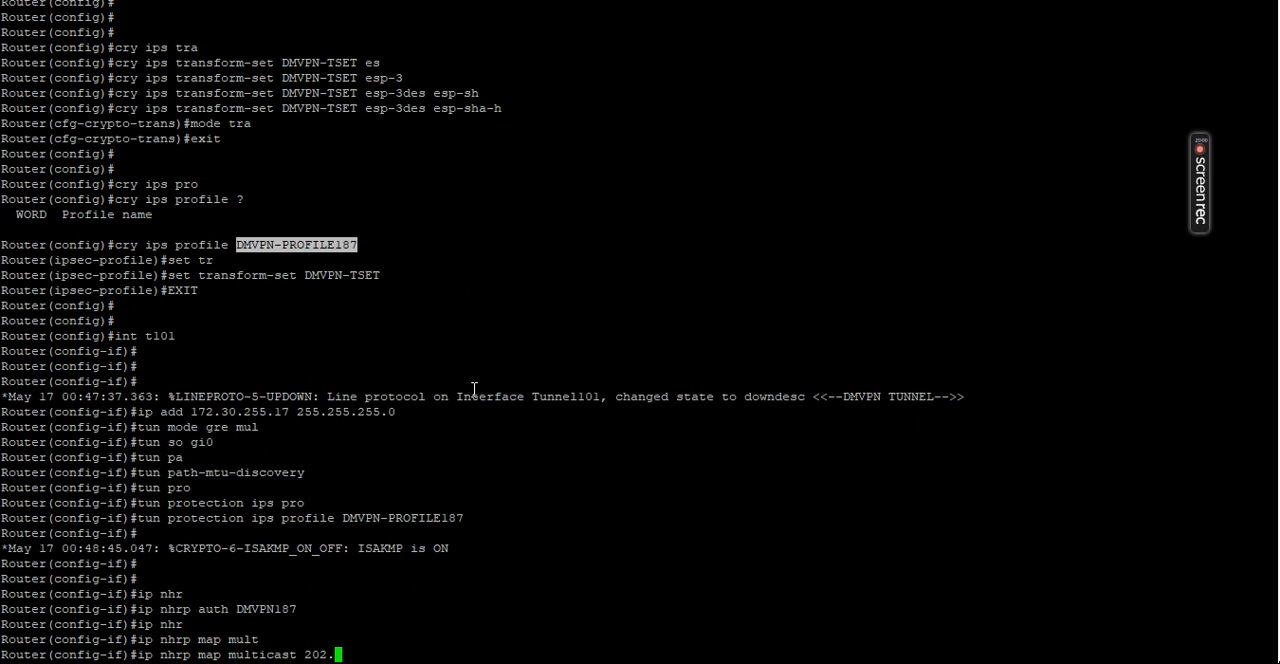 Router(config)#
Router(config)#
Router(config)#
Router(config)#cry ips tra
Router(config)#cry ips transform-set DMVPN-TSET es
Router(config)#cry ips transform-set DMVPN-TSET esp-3
Router(config)#cry ips transform-set DMVPN-TSET esp-3des esp-sh
Router(config)#cry ips transform-set DMVPN-TSET esp-3des esp-sha-h
Router(cfg-crypto-trans)#mode tra
Router(cfg-crypto-trans)#exit
Router(config)#
Router(config)#
Router(config)#cry ips pro
Router(config)#cry ips profile ?
WORD  Profile name
Router(config)#cry ips profile DMVPN-PROFILE187
Router(ipsec-profile)#set tr
Router(ipsec-profile)#set transform-set DMVPN-TSET
Router(ipsec-profile)#EXIT
Router(config)#
Router(config)#
Router(config)#int t101
Router(config-if)#
Router(config-if)#
Router(config-if)#
*May 17 00:47:37.363: %LINEPROTO-5-UPDOWN: Line protocol on Interface Tunnel101, changed state to downdesc <<--DMVPN TUNNEL-->>
Router(config-if)#ip add 172.30.255.17 255.255.255.0
Router(config-if)#tun mode gre mul
Router(config-if)#tun so gi0
Router(config-if)#tun pa
Router(config-if)#tun path-mtu-discovery
Router(config-if)#tun pro
Router(config-if)#tun protection ips pro
Router(config-if)#tun protection ips profile DMVPN-PROFILE187
Router(config-if)#
*May 17 00:48:45.047: %CRYPTO-6-ISAKMP_ON_OFF: ISAKMP is ON
Router(config-if)#
Router(config-if)#
Router(config-if)#ip nhr
Router(config-if)#ip nhrp auth DMVPN187
Router(config-if)#ip nhr
Router(config-if)#ip nhrp map mult
Router(config-if)#ip nhrp map multicast 202.
screenrec